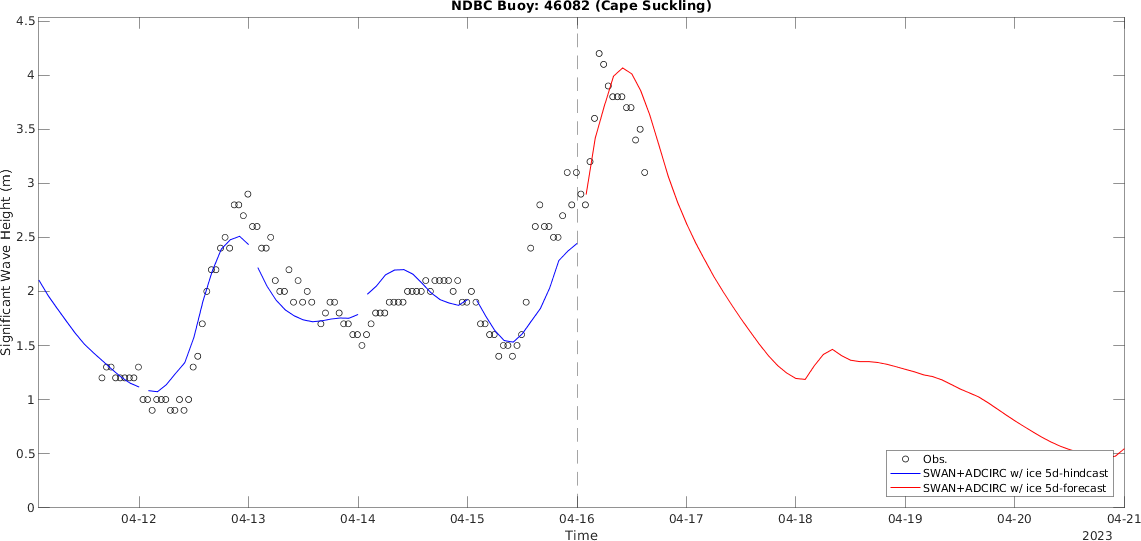 NDBC Buoy: 46082 (Cape Suckling)
4.5
4
3.5
3
2.5
2
1.5
1
0.5
0
Significant Wave Height (m)
Obs.
SWAN+ADCIRC w/ ice 5d-hindcast
SWAN+ADCIRC w/ ice 5d-forecast
04-12 04-13 04-14 04-15 04-16 04-17 04-18 04-19 04-20 04-21
Time
2023